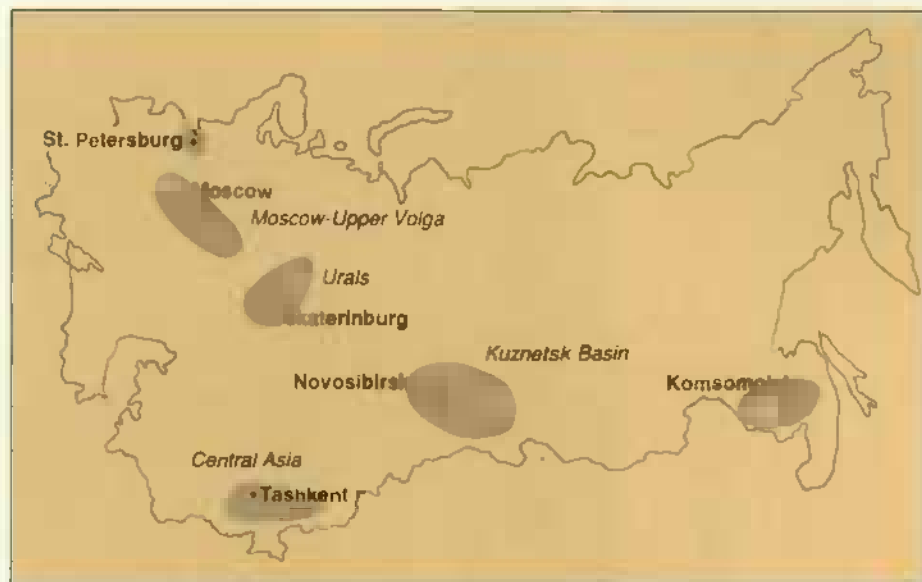 St. Petersburg
Moscow
Moscow-Upper Volga
Urals
Kuznetsk Basin
Central Asia
Tashkent